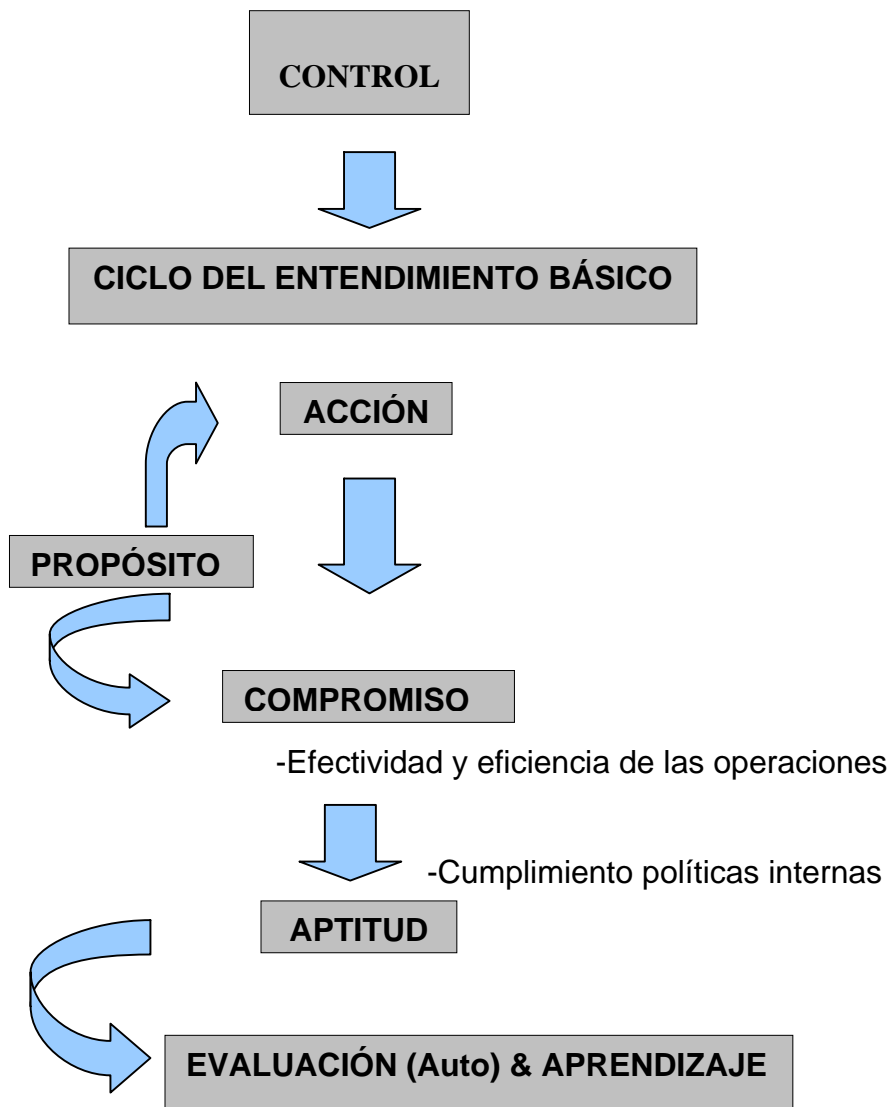 CONTROL
CICLO DEL ENTENDIMIENTO BÁSICO
ACCIÓN
PROPÓSITO
COMPROMISO
-Efectividad y eficiencia de las operaciones
-Cumplimiento políticas internas
APTITUD
EVALUACIÓN (Auto) & APRENDIZAJE